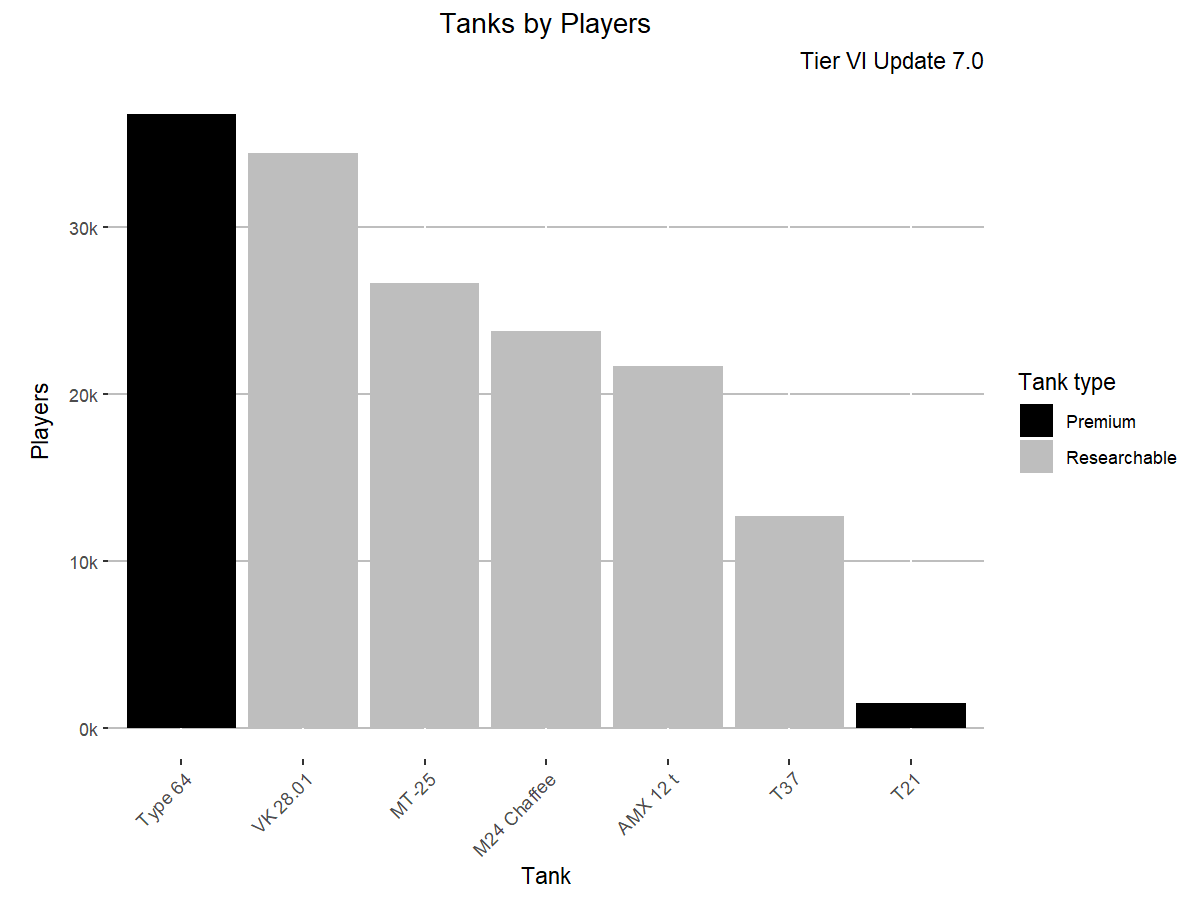 Tanks by Players
Tier VI Update 7.0
Players
30k
20k
10k
0k
Type 64
VK 28.01
MT-25
M24 Chaffee
AMX 12 t
T37
T21
Tank
Tank type
Premium
Researchable